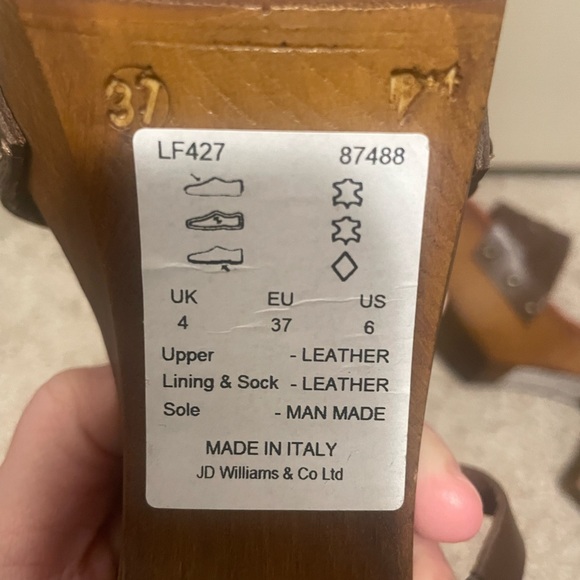 37
LF427 87488
UK EU US
4 37 6
Upper - LEATHER
Lining & Sock - LEATHER
Sole - MAN MADE
MADE IN ITALY
JD Williams & Co Ltd